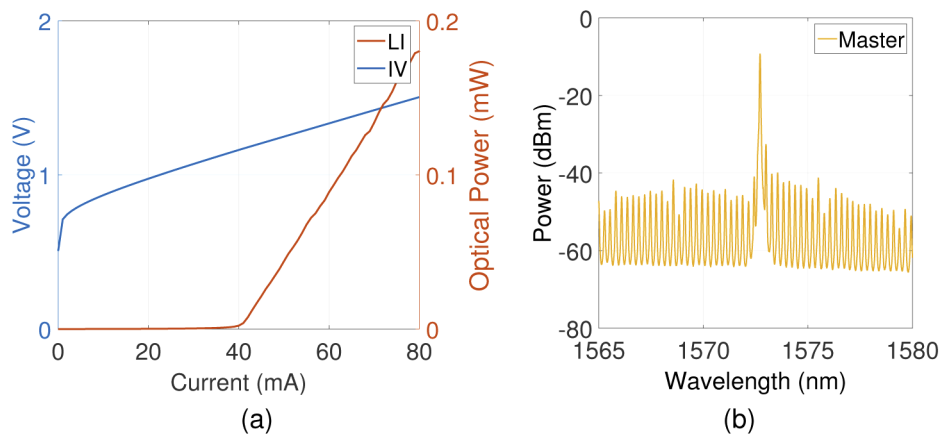 2
1
0
Voltage (V)
0.2
0.1
0
Optical Power (mW)
LI
IV
0
20
40
60
80
Current (mA)
(a)
0
-20
-40
-60
-80
Power (dBm)
Master
1565
1570
1575
1580
Wavelength (nm)
(b)